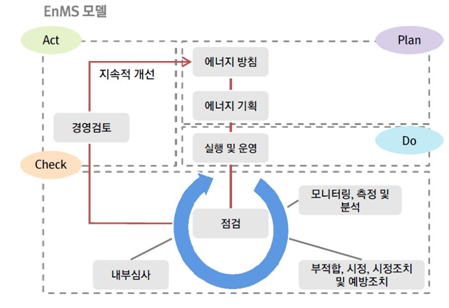 EnMS 모델
Act
Plan
에너지 방침
지속적 개선
에너지 기획
경영검토
실행 및 운영
Do
Check
모니터링, 측정 및
분석
점검
내부심사
부적합, 시정, 시정조치
및 예방조치